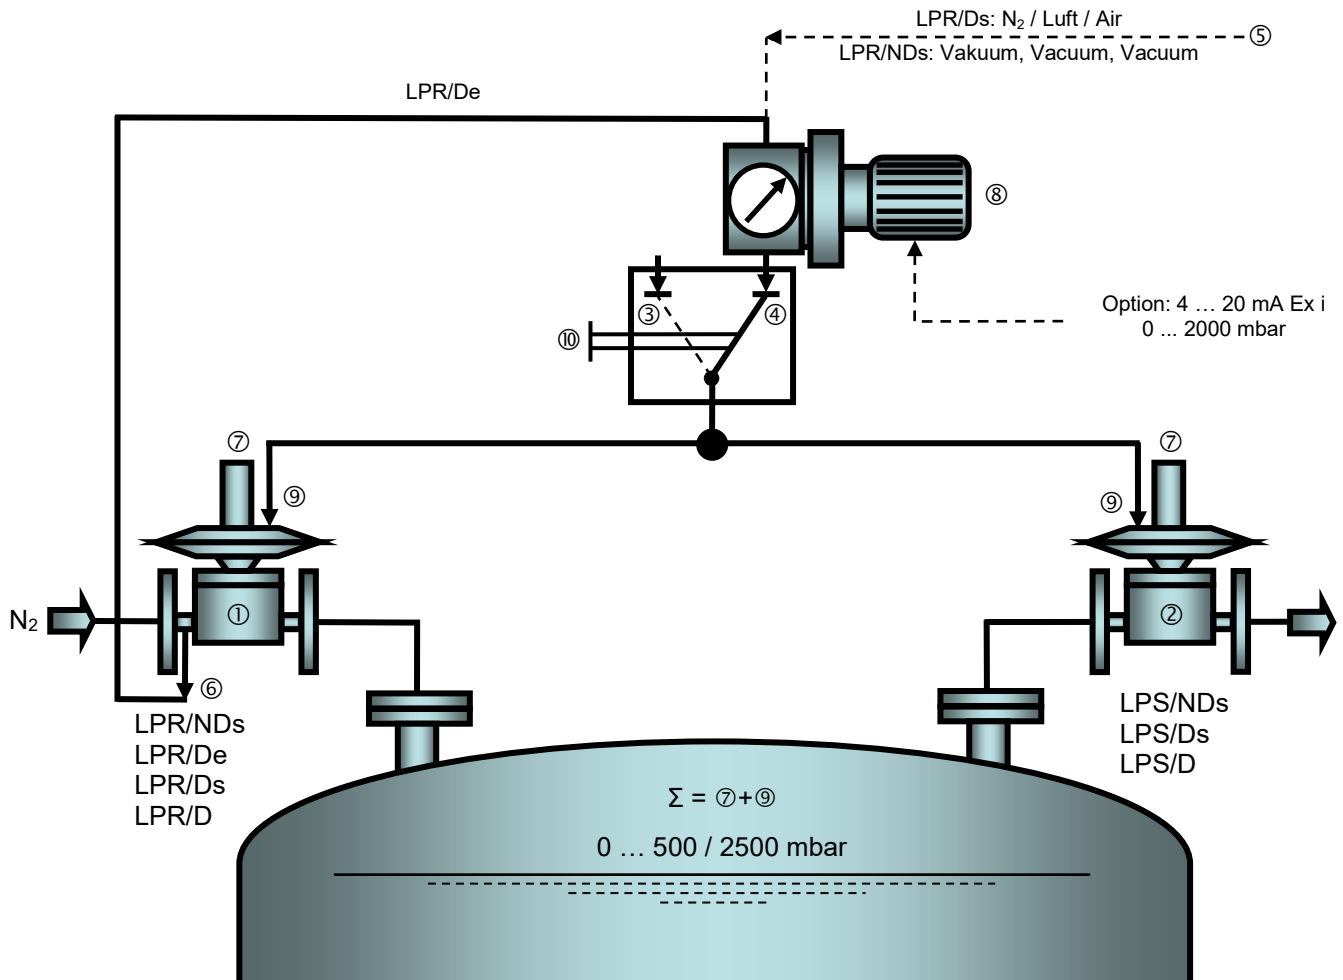 LPR/Ds: N₂ / Luft / Air
⑤
LPR/NDs: Vakuum, Vacuum, Vacuum
LPR/De
⑧
Option: 4 … 20 mA Ex i
0 ... 2000 mbar
③ ④
⑩
⑦ ⑦
⑨ ⑨
N₂ ① ②
⑥
LPR/NDs
LPR/De
LPR/Ds
LPR/D
LPS/NDs
LPS/Ds
LPS/D
Σ = ⑦+⑨
0 … 500 / 2500 mbar